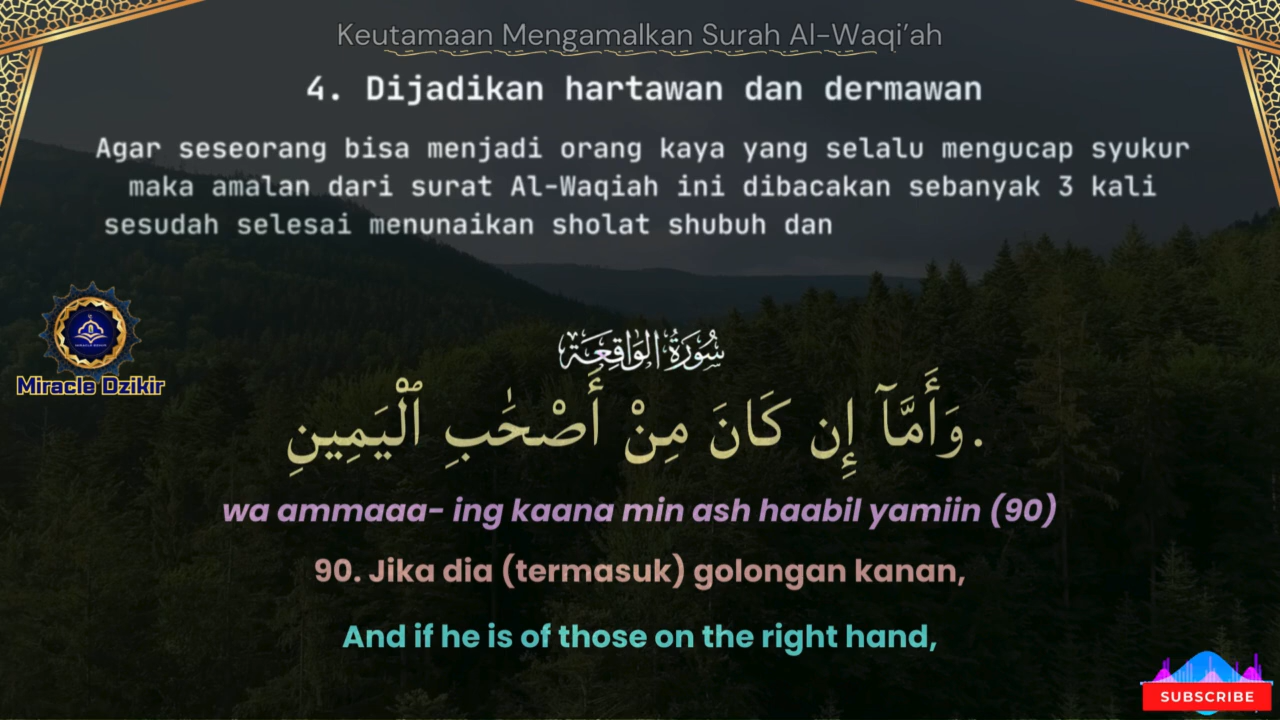 Keutamaan Mengamalkan Surah Al-Waqi'ah
4. Dijadikan hartawan dan dermawan
Agar seseorang bisa menjadi orang kaya yang selalu mengucap syukur
maka amalan dari surat Al-Waqiah ini dibacakan sebanyak 3 kali
sesudah selesai menunaikan sholat shubuh dan
سُورَةُ الوَاقِعَة
وَأَمَّآ إِن كَانَ مِنْ أَصْحَٰبِ ٱلْيَمِينِ.
Miracle Dzikir
wa ammaaa- ing kaana min ash haabil yamiin (90)
90. Jika dia (termasuk) golongan kanan,
And if he is of those on the right hand,
SUBSCRIBE